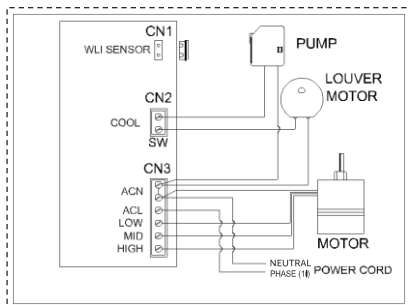 CN1
WLI SENSOR
PUMP
LOUVER
MOTOR
CN2
COOL
SW
CN3
ACN
ACL
LOW
MID
HIGH
MOTOR
NEUTRAL
PHASE POWER CORD